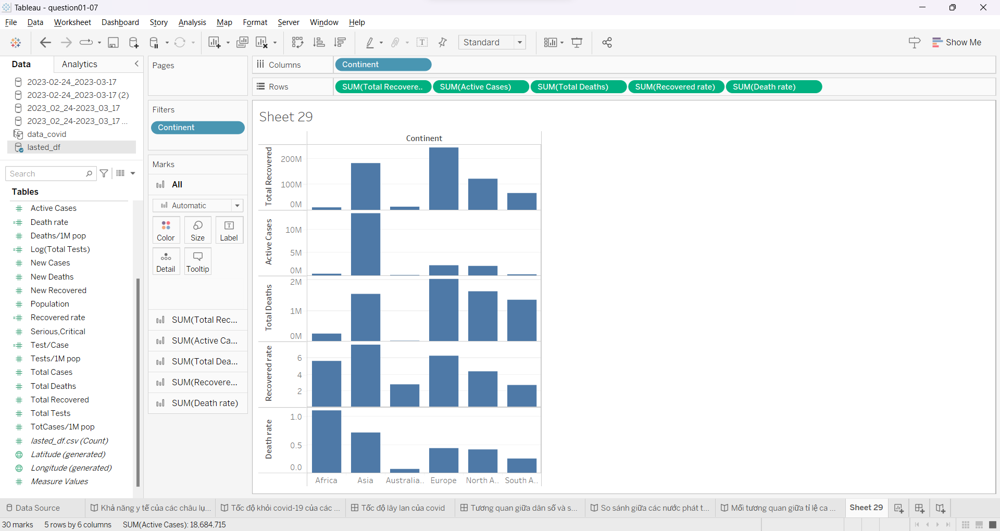 Tableau - question01-07
File Data Worksheet Dashboard Story Analysis Map Format Server Window Help
Standard
Show Me
Data Analytics
2023-02-24_2023-03-17
2023-02-24_2023-03-17 (2)
2023_02_24-2023_03_17
2023_02_24-2023_03_17 ...
data_covid
lasted_df
Search
Tables
Active Cases
Death rate
Deaths/1M pop
Log(Total Tests)
New Cases
New Deaths
New Recovered
Population
Recovered rate
Serious,Critical
Test/Case
Tests/1M pop
Total Cases
Total Deaths
Total Recovered
Total Tests
TotCases/1M pop
lasted_df.csv (Count)
Latitude (generated)
Longitude (generated)
Measure Values
Pages
Filters
Continent
Marks
All
Automatic
Color Size Label
Detail Tooltip
SUM(Total Rec...
SUM(Active Ca...
SUM(Total Dea...
SUM(Recovere...
SUM(Death rate)
Columns Continent
Rows SUM(Total Recovere.. SUM(Active Cases) SUM(Total Deaths) SUM(Recovered rate) SUM(Death rate)
Sheet 29
Continent
Total Recovered
200M
100M
0M
Active Cases
10M
5M
0M
Total Deaths
2M
1M
0M
Recovered rate
6
4
2
Death rate
1.0
0.5
0.0
Africa Asia Australia.. Europe North A.. South A..
Data Source Khả năng y tế của các châu lụ... Tốc độ khỏi covid-19 của các ... Tốc độ lây lan của covid Tương quan giữa dân số và s... So sánh giữa các nước phát t... Mối tương quan giữa tỉ lệ ca ... Sheet 29
30 marks 5 rows by 6 columns SUM(Active Cases): 18,684,715